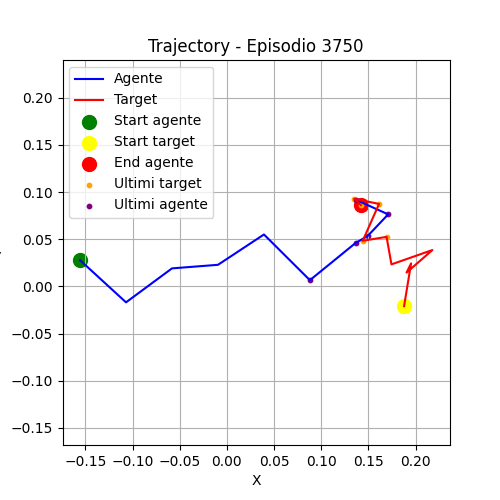 Trajectory - Episodio 3750
Agente
Target
Start agente
Start target
End agente
Ultimi target
Ultimi agente
0.20
0.15
0.10
0.05
0.00
−0.05
−0.10
−0.15
−0.15 −0.10 −0.05 0.00 0.05 0.10 0.15 0.20
X